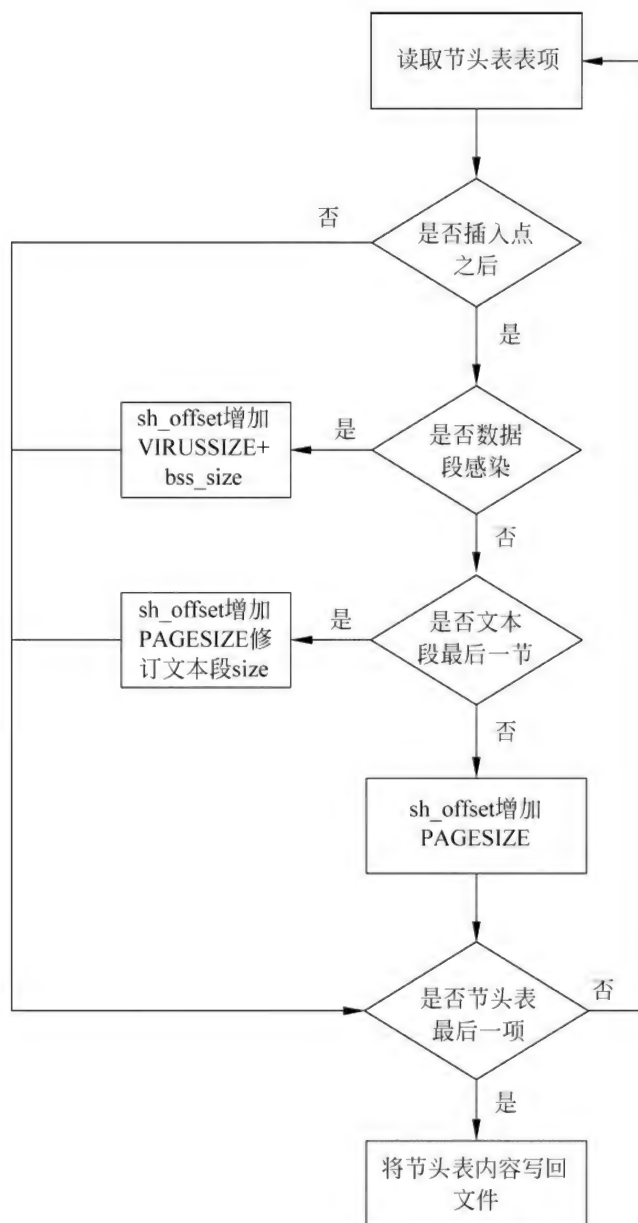 读取节头表表项
否
是否插入点
之后
是
sh_offset增加
VIRUSSIZE+
bss_size
是
是否数据
段感染
否
sh_offset增加
PAGESIZE修
订文本段size
是
是否文本
段最后一节
否
sh_offset增加
PAGESIZE
是否节头表
最后一项
否
是
将节头表内容写回
文件